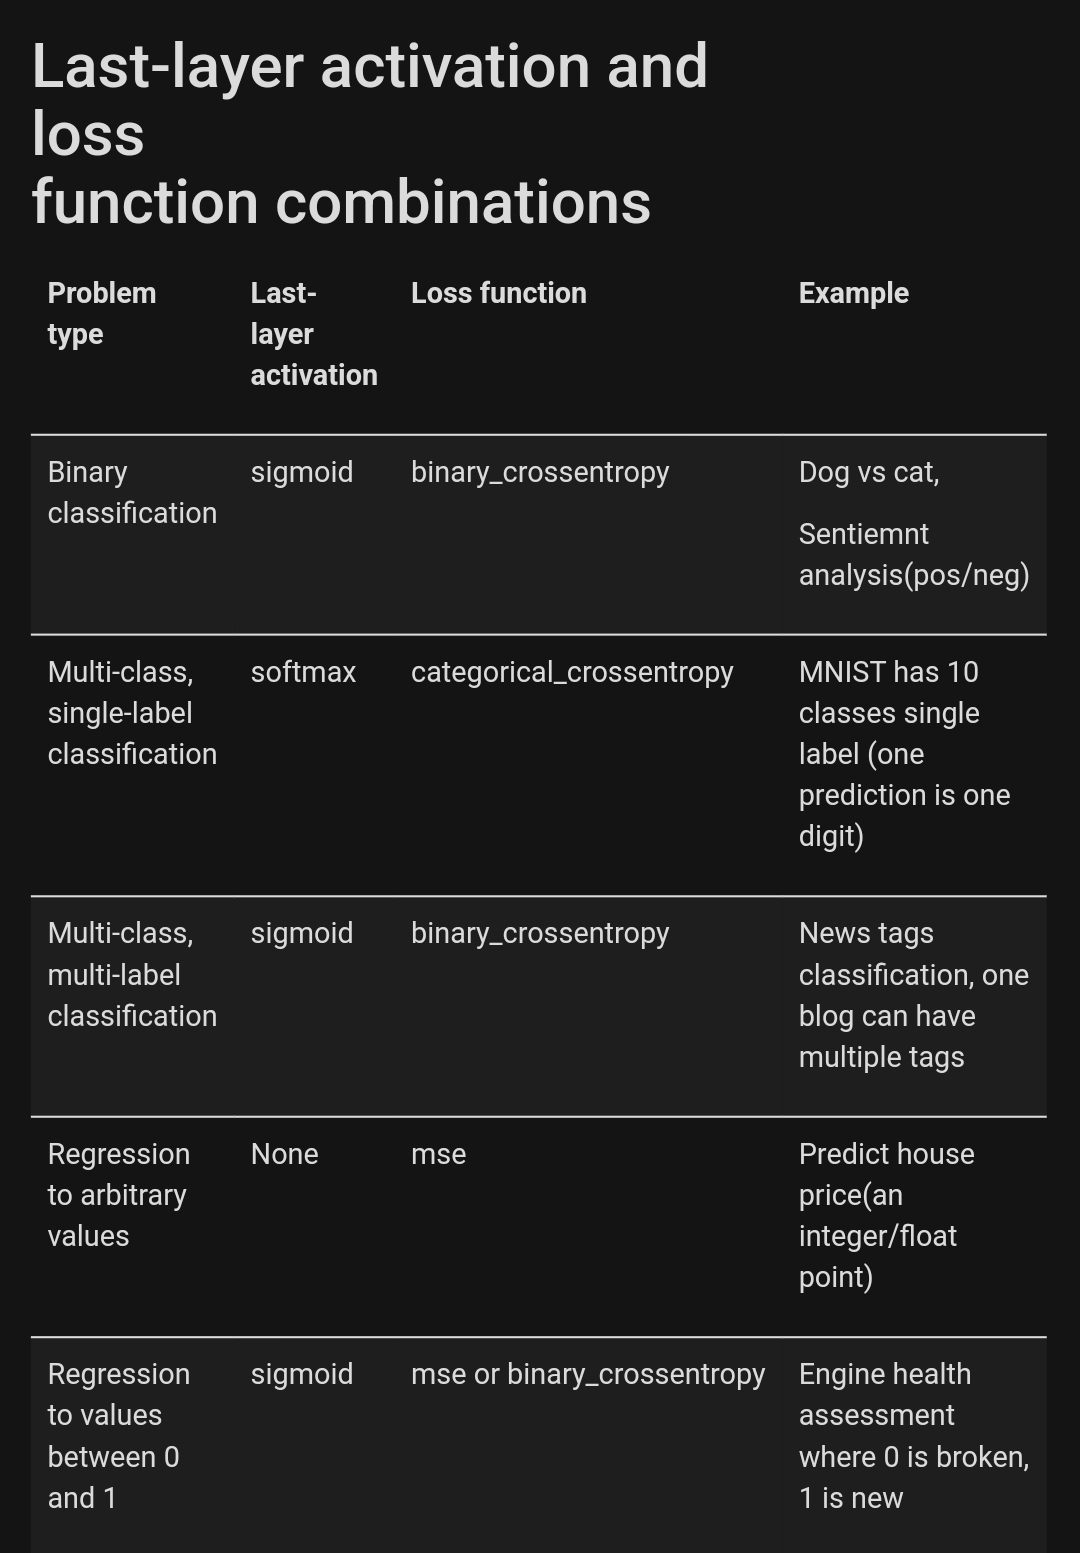 Last-layer activation and
loss
function combinations
Problem
type
Last-
layer
activation
Loss function
Example
Binary
classification
sigmoid
binary_crossentropy
Dog vs cat,
Sentiemnt
analysis(pos/neg)
Multi-class,
single-label
classification
softmax
categorical_crossentropy
MNIST has 10
classes single
label (one
prediction is one
digit)
Multi-class,
multi-label
classification
sigmoid
binary_crossentropy
News tags
classification, one
blog can have
multiple tags
Regression
to arbitrary
values
None
mse
Predict house
price(an
integer/float
point)
Regression
to values
between 0
and 1
sigmoid
mse or binary_crossentropy
Engine health
assessment
where 0 is broken,
1 is new